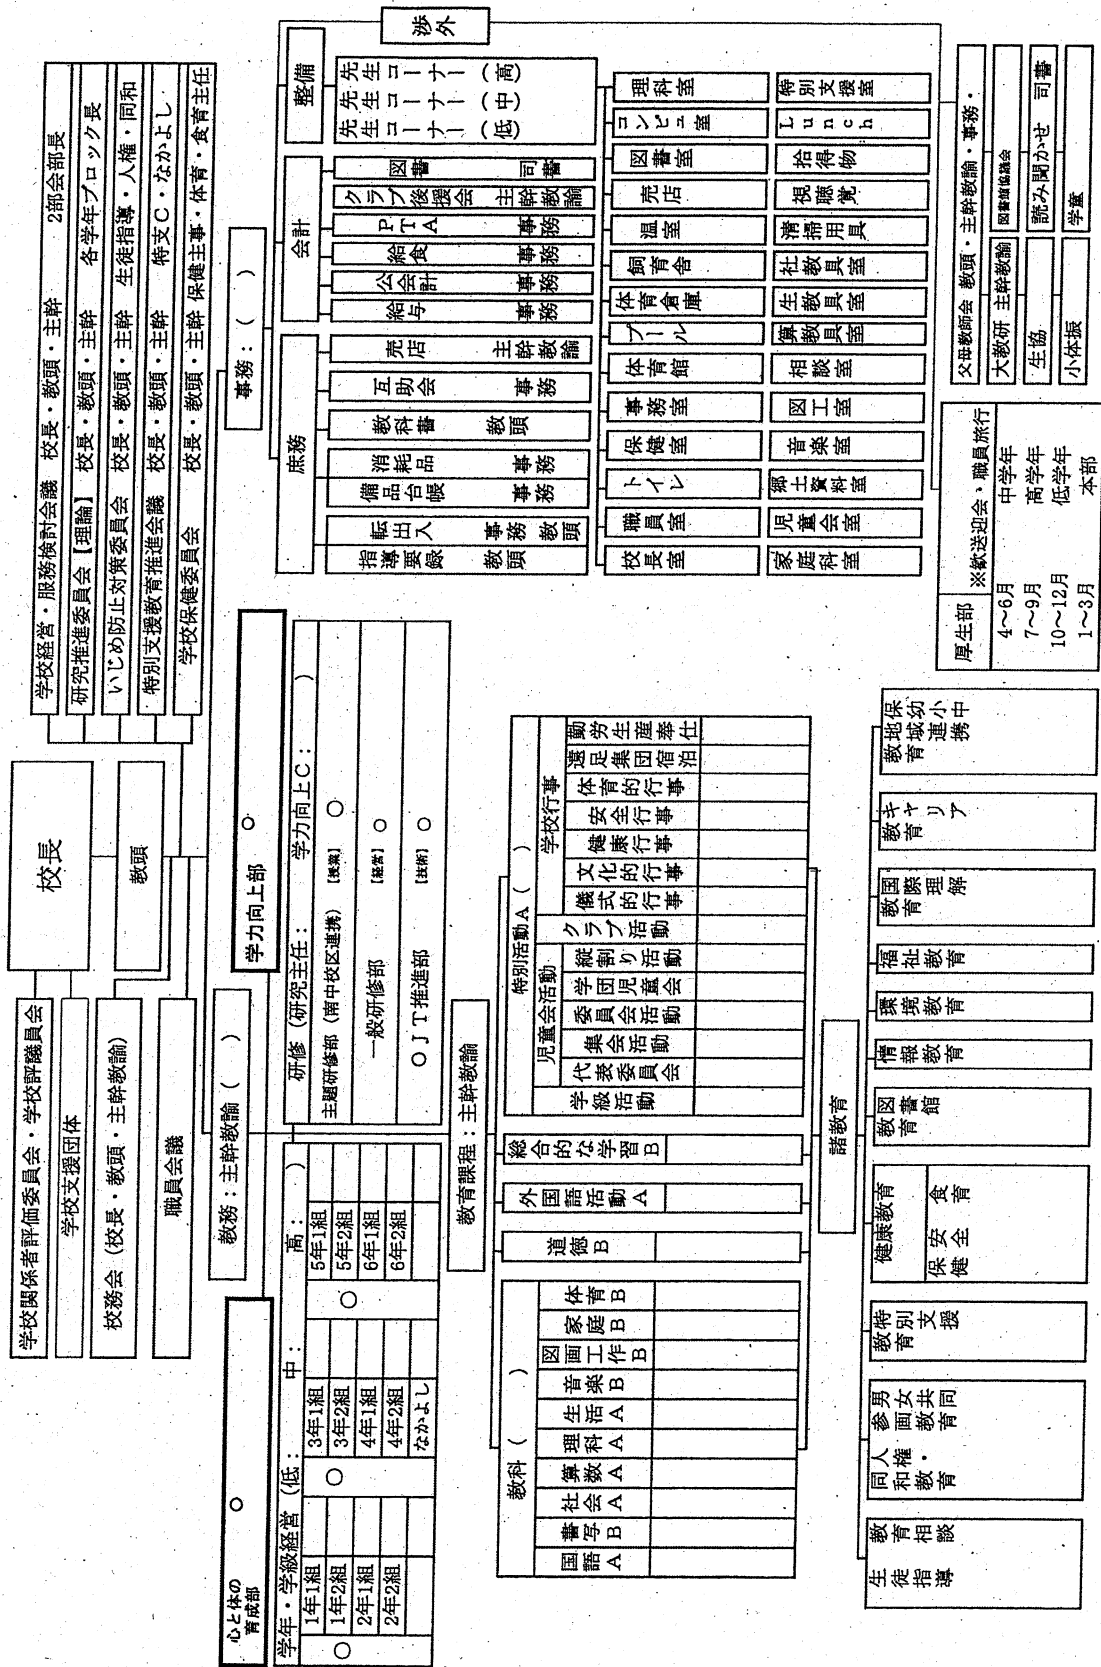 学校関係者評価委員会・学校評議員会
学校支援団体
校務会(校長・教頭・主幹教諭)
職員会議
校長
教頭
学校経営・服務検討会議 校長・教頭・主幹 2部会部長
研究推進委員会【理論】 校長・教頭・主幹 各学年ブロック長
いじめ防止対策委員会 校長・教頭・主幹 生徒指導・人権・同和
特別支援教育推進会議 校長・教頭・主幹 特支C・なかよし
学校保健委員会 校長・教頭・主幹 保健主事・体育・食育主任
教務:主幹教諭( )
事務:( )
心と体の
育成部 ○
学力向上部 ○
学年・学級経営(低: 中: 高: )
○ 1年1組 ○ 3年1組 ○ 5年1組
1年2組 3年2組 5年2組
2年1組 4年1組 6年1組
2年2組 4年2組 6年2組
なかよし
研修(研究主任: 学力向上C: )
主題研修部(南中校区連携)【授業】 ○
一般研修部 【経営】 ○
○JT推進部 【技術】 ○
教育課程:主幹教諭
教科( )
国語A
書写B
社会A
算数A
理科A
生活A
音楽B
図画工作B
家庭B
体育B
道徳B
外国語活動A
総合的な学習B
特別活動A( )
学級活動
児童会活動
代表委員会
集会活動
委員会活動
学団児童会
縦割り活動
クラブ活動
学校行事
儀式的行事
文化的行事
健康行事
安全行事
体育的行事
遠足集団宿泊
勤労生産奉仕
諸教育
生徒指導
教育相談
同和教育
人権・
男女共同参画教育
特別支援教育
健康教育
保健
安全
食育
図書館教育
情報教育
環境教育
福祉教育
国際理解教育
キャリア教育
保幼小中
地域連携
教育
庶務
指導要録 教頭
転出入 事務 教頭
備品台帳 事務
消耗品 事務
教科書 教頭
互助会 事務
売店 主幹教諭
会計
給与 事務
公会計 事務
給食 事務
PTA 事務
クラブ後援会 主幹教諭
図書 司書
整備
先生コーナー(低)
先生コーナー(中)
先生コーナー(高)
渉外
校長室
職員室
トイレ
保健室
事務室
体育館
プール
体育倉庫
飼育舎
温室
売店
図書室
コンピュ室
理科室
家庭科室
児童会室
郷土資料室
音楽室
図工室
相談室
算教具室
生教具室
社教具室
清掃用具
視聴覚
拾得物
Lunch
特別支援室
厚生部 ※歓送迎会・職員旅行
4~6月 中学年
7~9月 高学年
10~12月 低学年
1~3月 本部
父母教師会 教頭・主幹教諭・事務・
大教研 主幹教諭 図書館協議会
生協 読み聞かせ 司書
小体振 学童